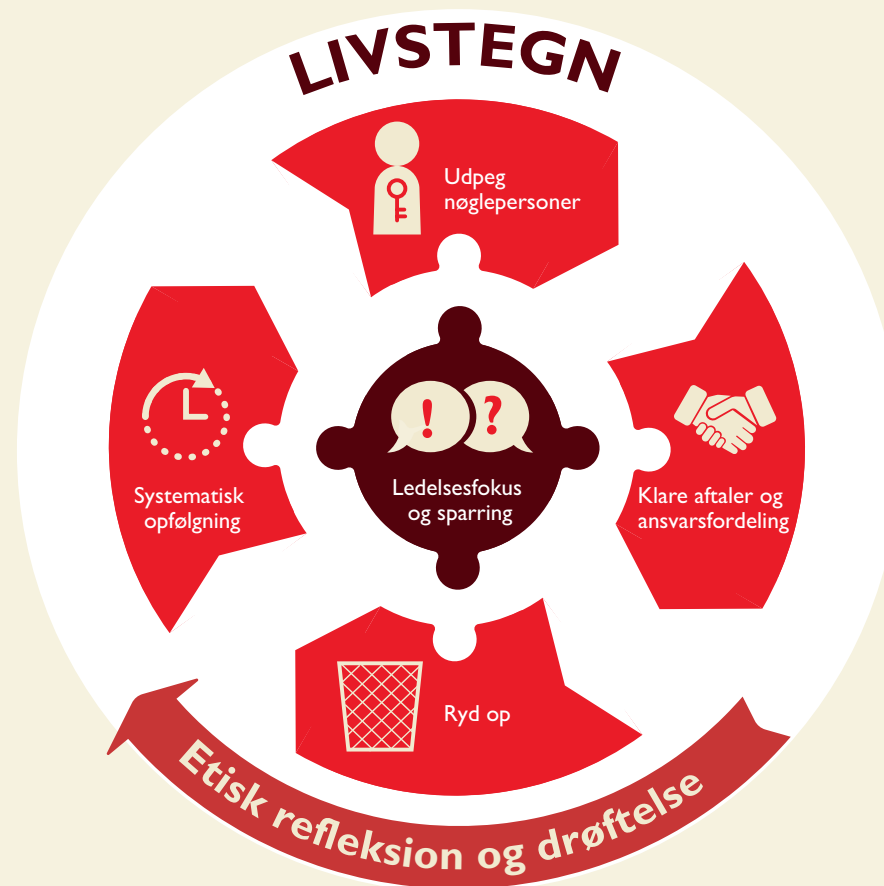 LIVSTEGN
Udpeg
nøglepersoner
Systematisk
opfølgning
! ?
Ledelsesfokus
og sparring
Klare aftaler og
ansvarsfordeling
Ryd op
Etisk refleksion og drøftelse